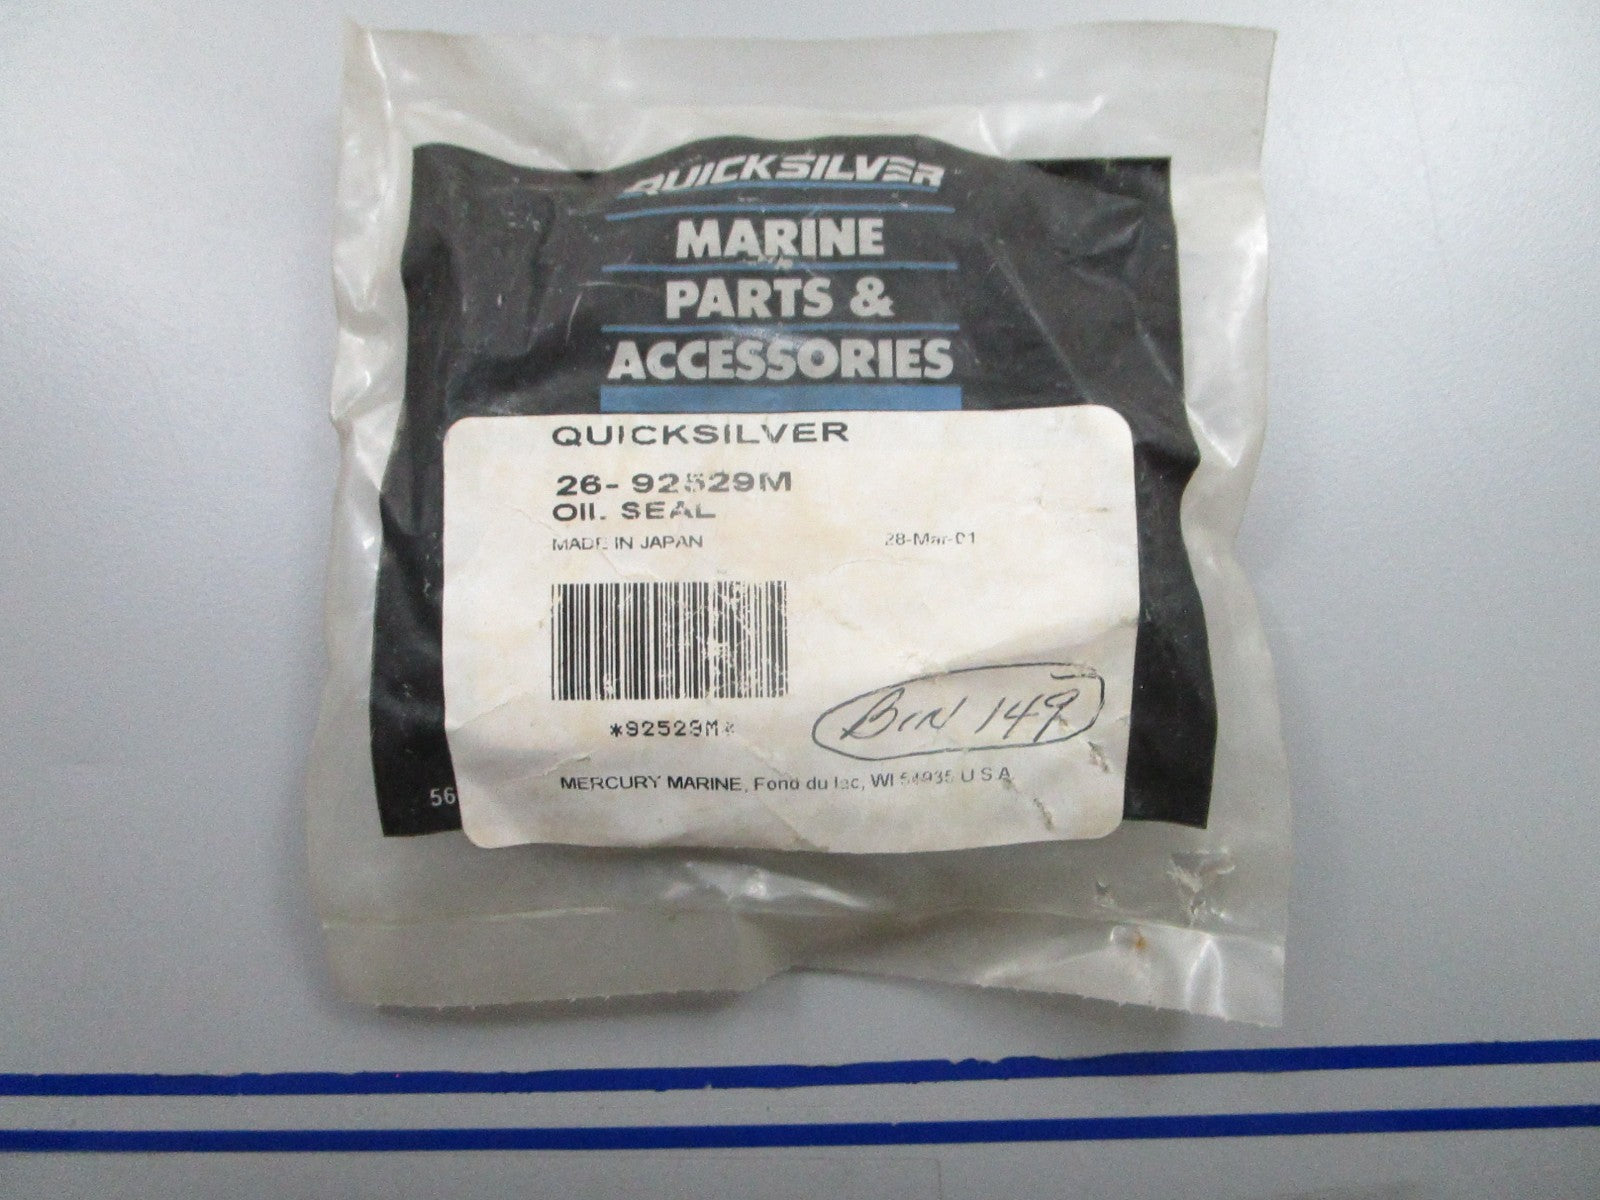 QUICKSILVER
MARINE
PARTS &
ACCESSORIES
QUICKSILVER
26-92529M
OIL SEAL
MADE IN JAPAN 28-Mar-01
*92529M*
BIN 149
MERCURY MARINE, Fond du lac, WI 54935 U S A
56